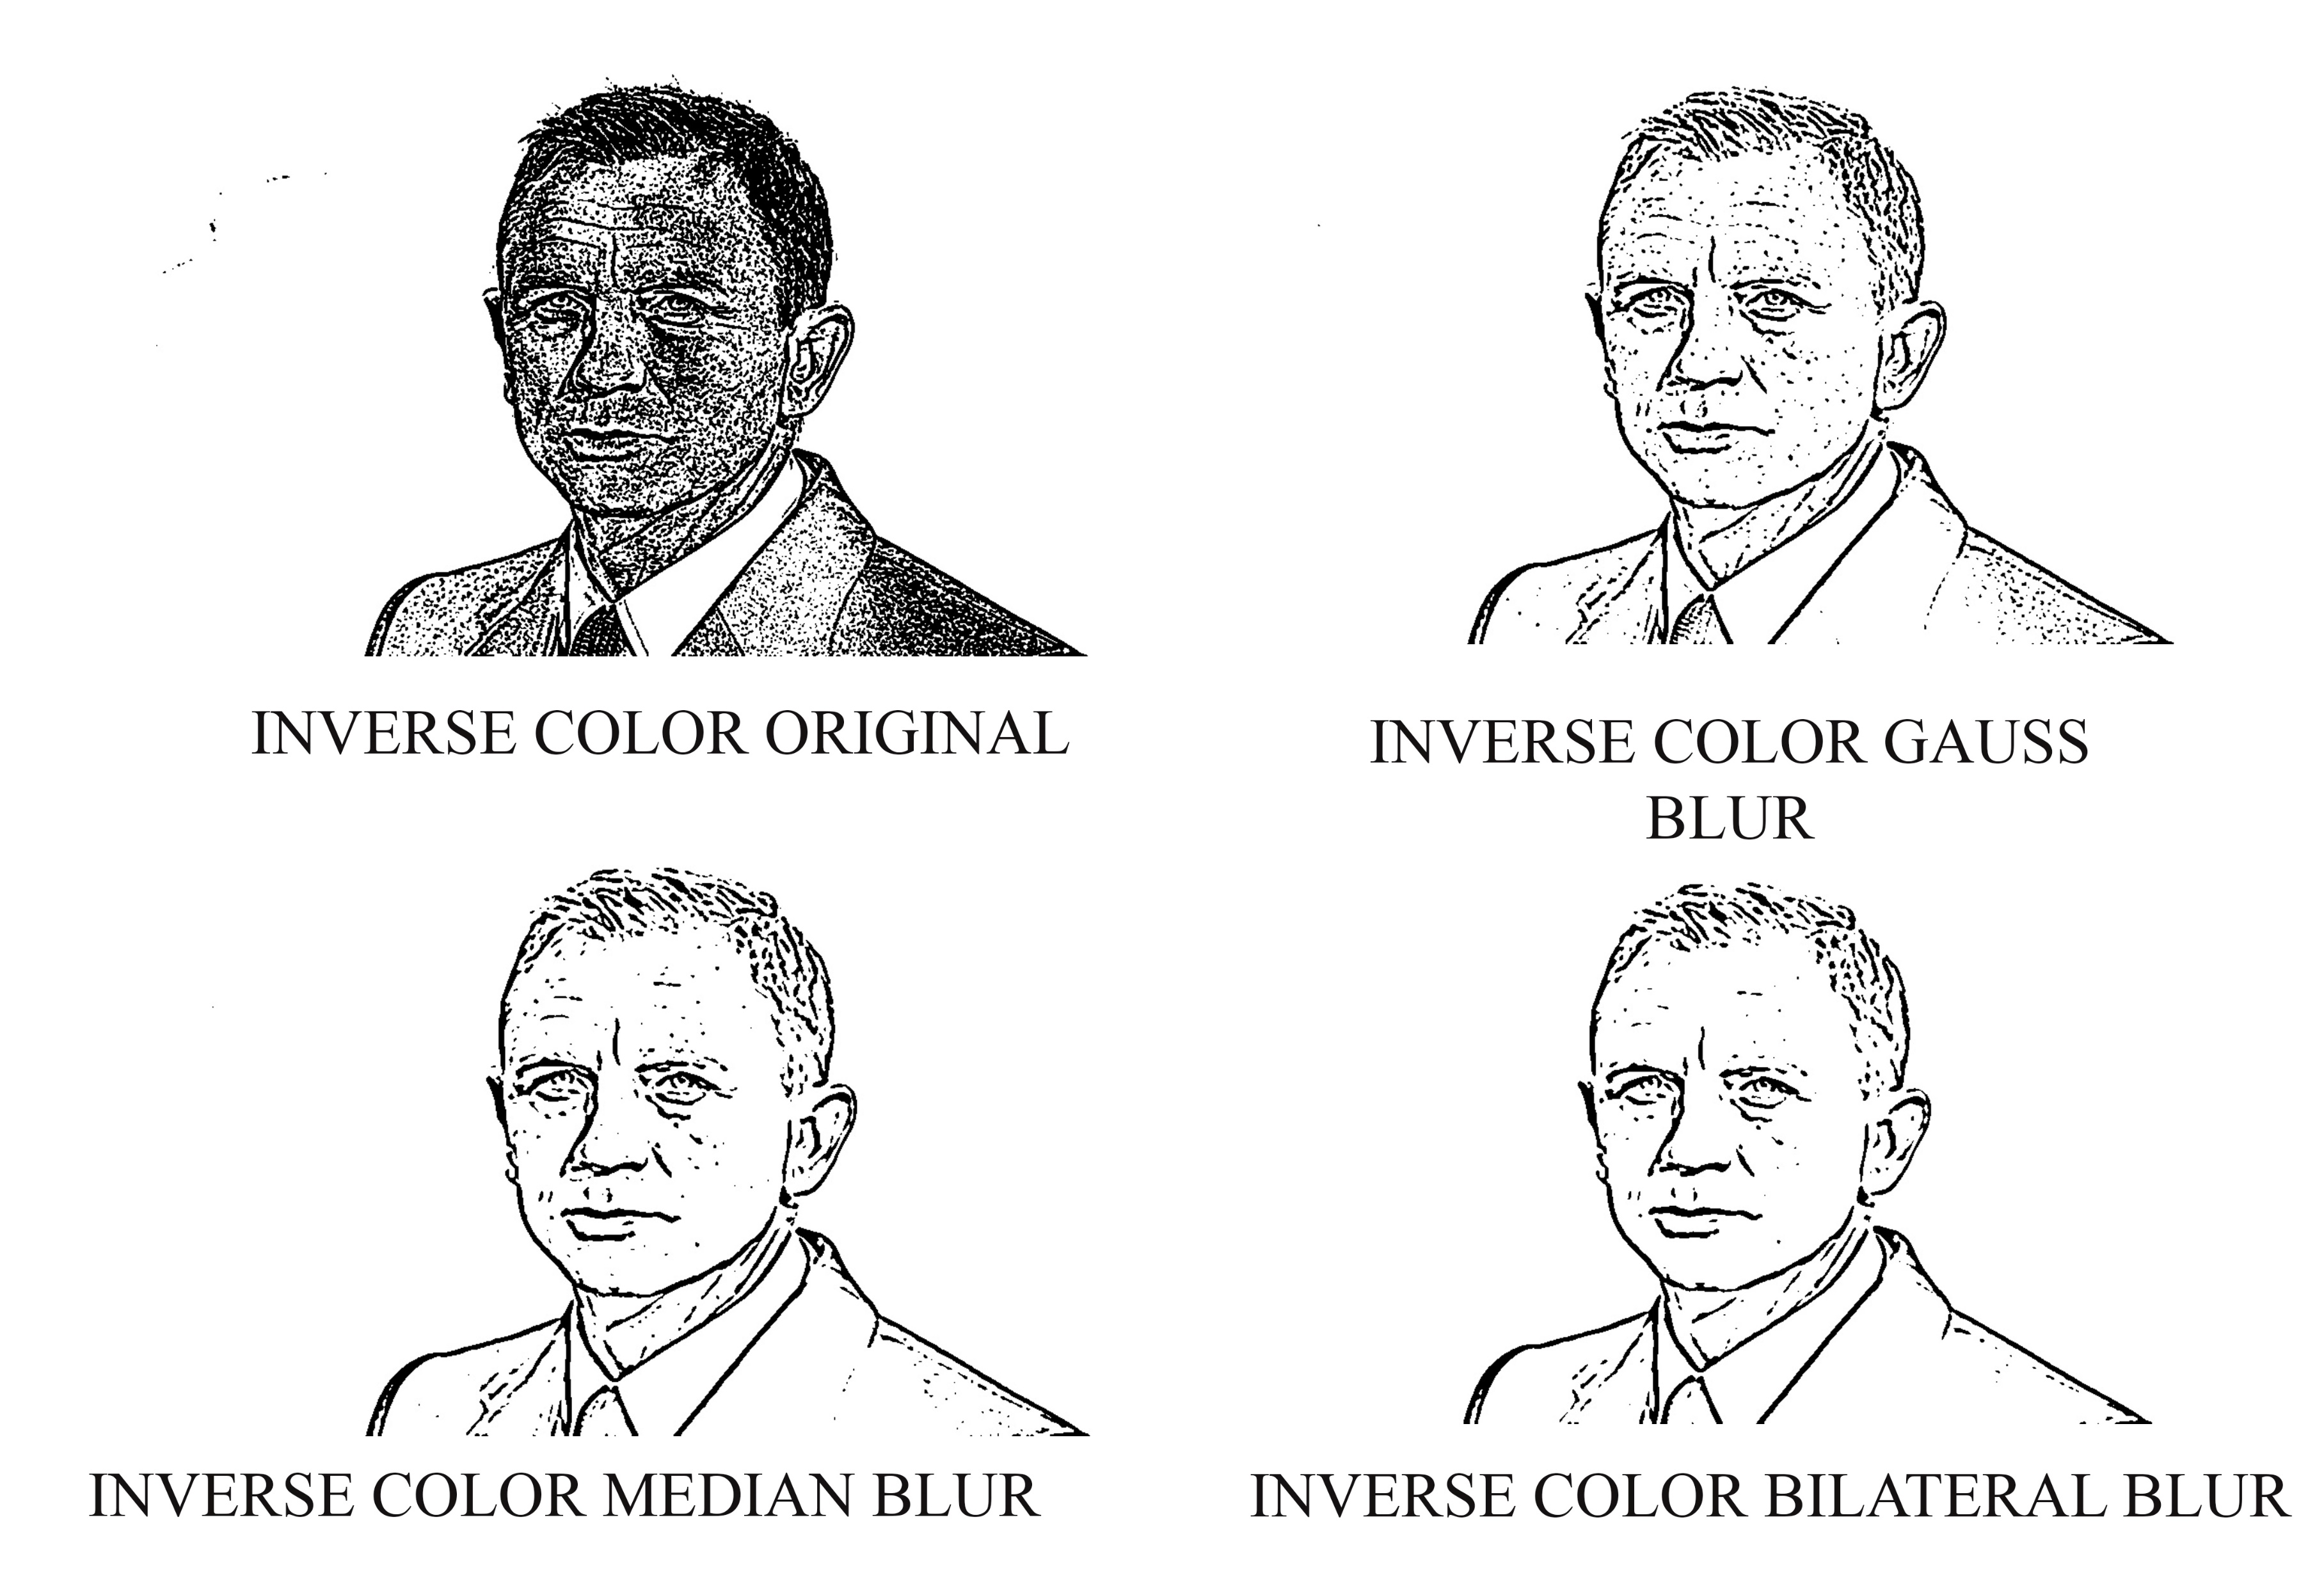 INVERSE COLOR ORIGINAL
INVERSE COLOR GAUSS
BLUR
INVERSE COLOR MEDIAN BLUR
INVERSE COLOR BILATERAL BLUR